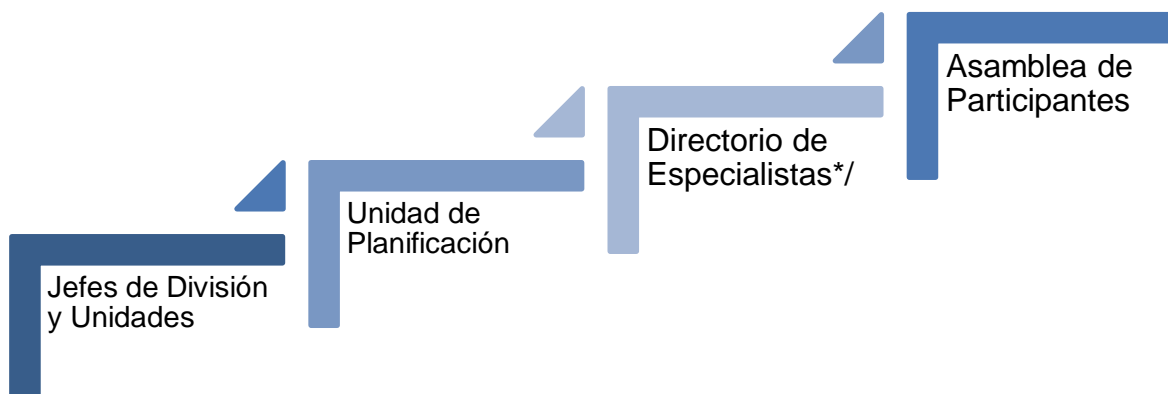 Jefes de División
y Unidades
Unidad de
Planificación
Directorio de
Especialistas*/
Asamblea de
Participantes